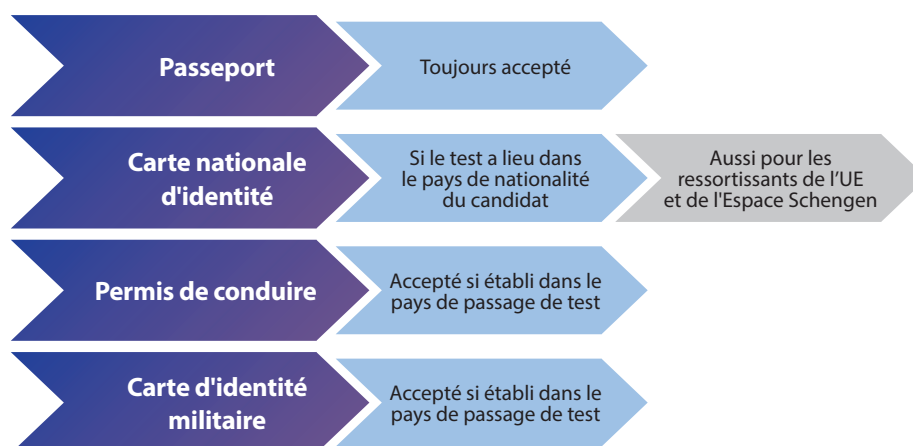 Passeport
Toujours accepté
Carte nationale
d'identité
Si le test a lieu dans
le pays de nationalité
du candidat
Aussi pour les
ressortissants de l’UE
et de l'Espace Schengen
Permis de conduire
Accepté si établi dans le
pays de passage de test
Carte d'identité
militaire
Accepté si établi dans le
pays de passage de test